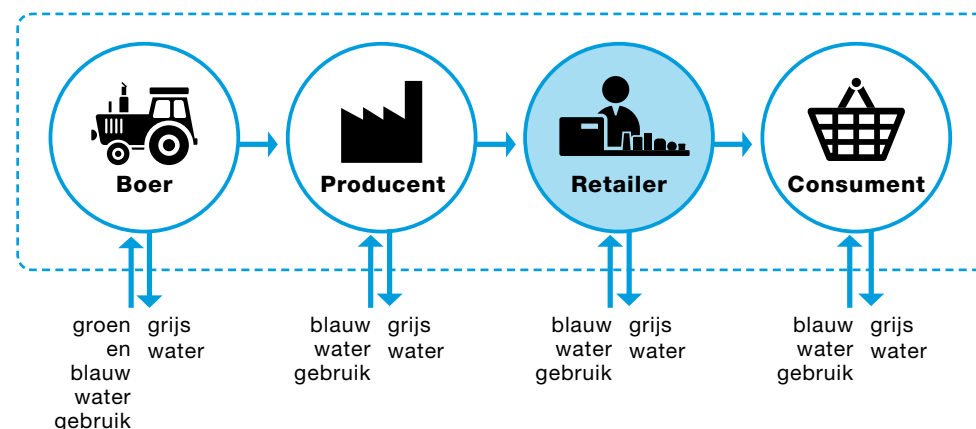 Boer
Producent
Retailer
Consument
groen
en
blauw
water
gebruik
grijs
water
blauw
water
gebruik
grijs
water
blauw
water
gebruik
grijs
water
blauw
water
gebruik
grijs
water